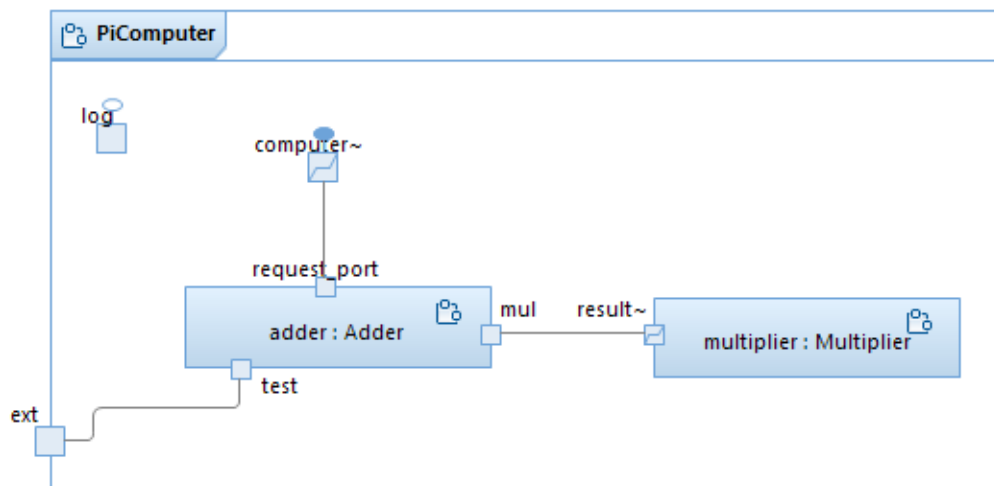 PiComputer
log
computer~
request_port
adder : Adder
mul
result~
multiplier : Multiplier
test
ext